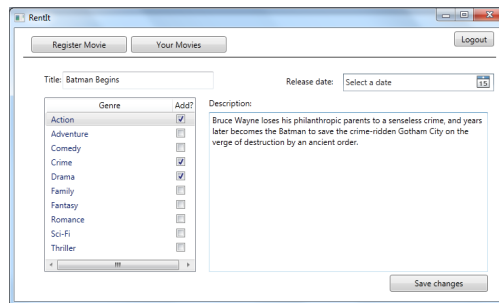 RentIt
Register Movie
Your Movies
Logout
Title: Batman Begins
Release date: Select a date 15
Genre Add?
Action
Adventure
Comedy
Crime
Drama
Family
Fantasy
Romance
Sci-Fi
Thriller
Description:
Bruce Wayne loses his philanthropic parents to a senseless crime, and years
later becomes the Batman to save the crime-ridden Gotham City on the
verge of destruction by an ancient order.
Save changes